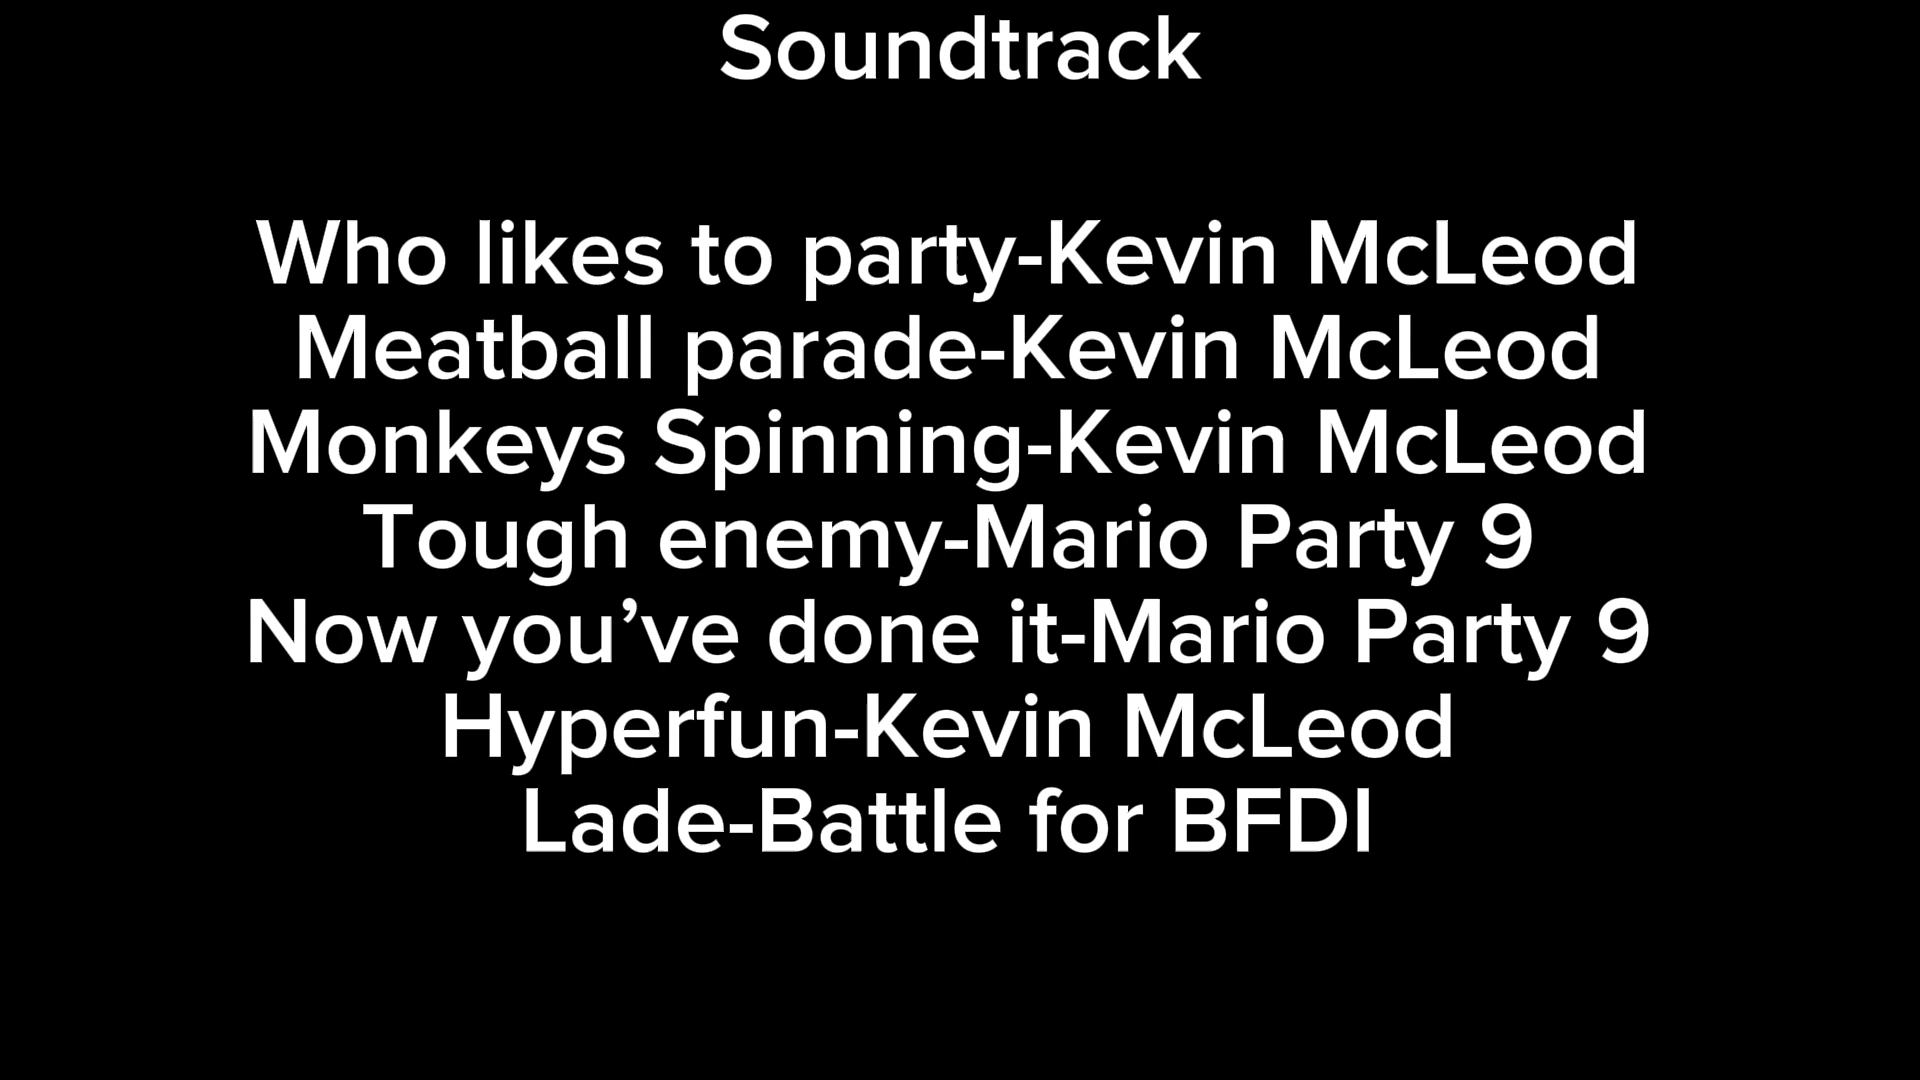 Soundtrack
Who likes to party-Kevin McLeod
Meatball parade-Kevin McLeod
Monkeys Spinning-Kevin McLeod
Tough enemy-Mario Party 9
Now you’ve done it-Mario Party 9
Hyperfun-Kevin McLeod
Lade-Battle for BFDI